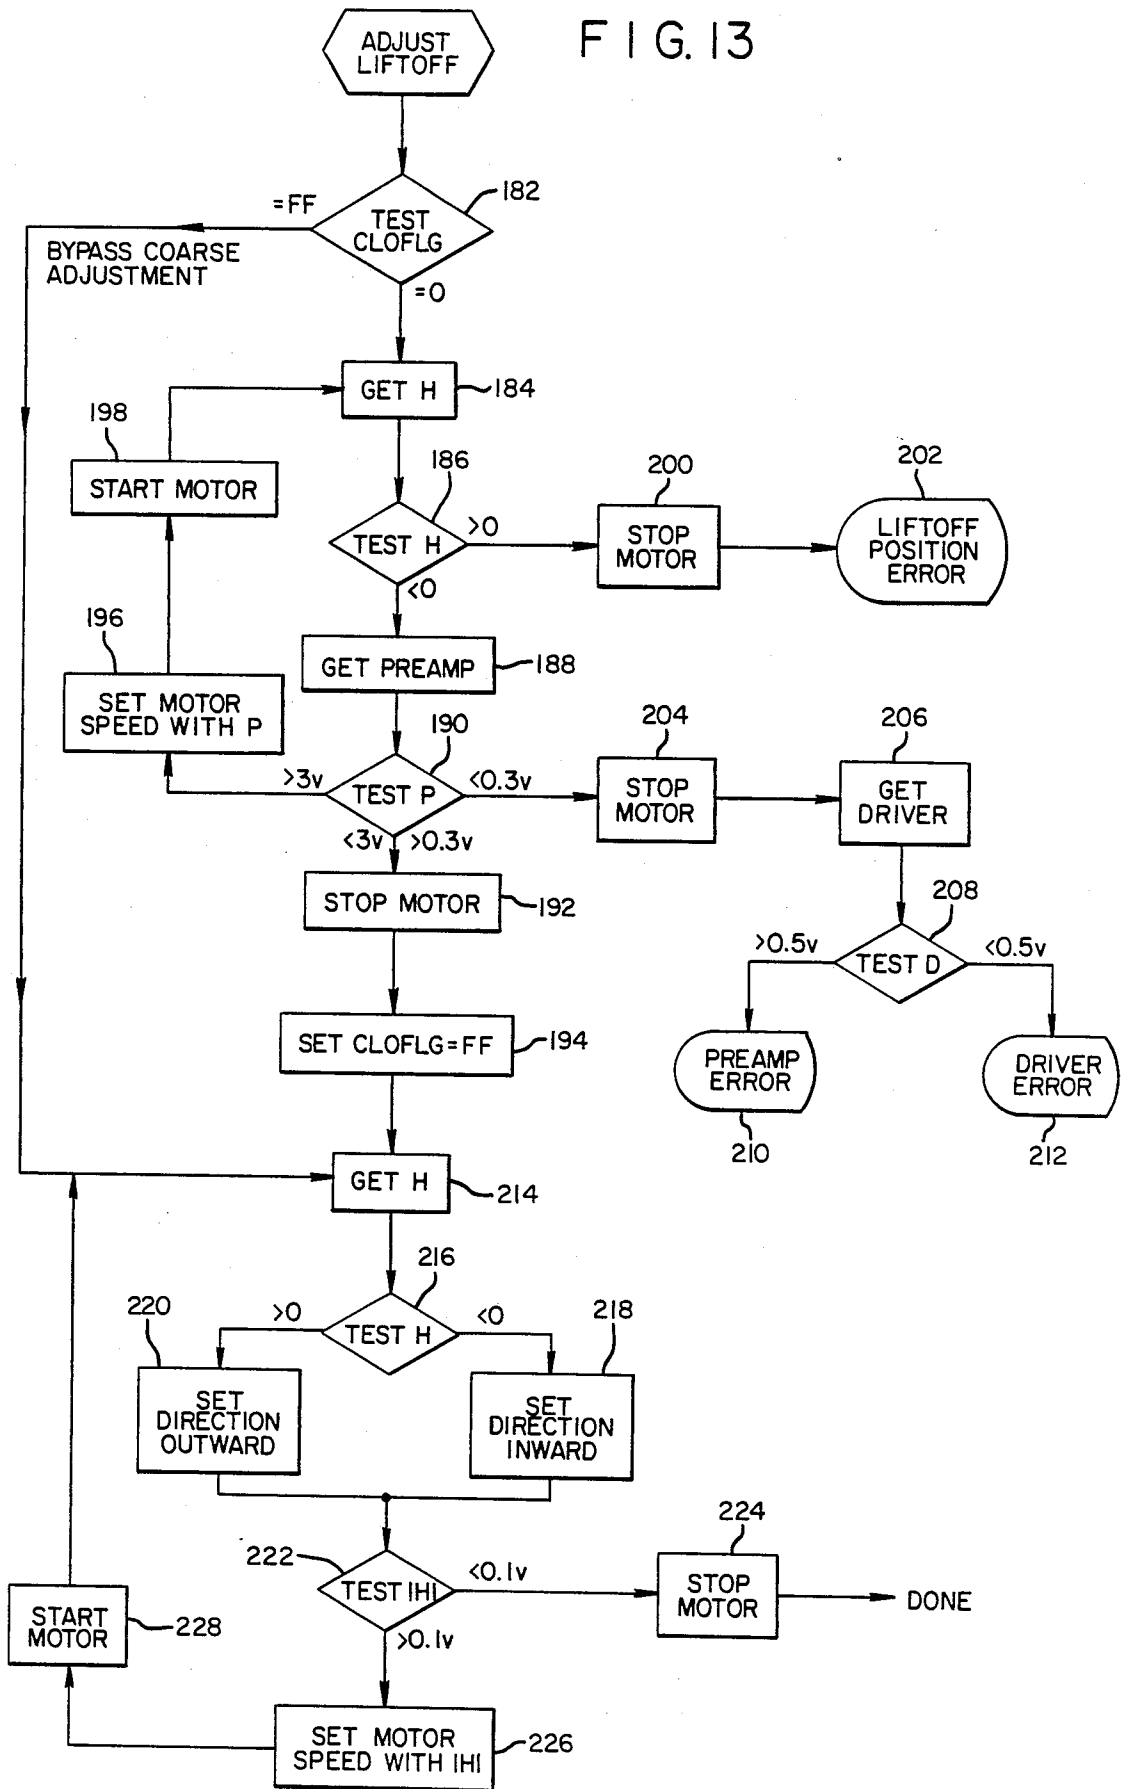 FIG. 13
ADJUST
LIFTOFF
182
=FF
TEST
CLOFLG
BYPASS COARSE
ADJUSTMENT
=0
GET H
184
198
START MOTOR
186
TEST H
>0
<0
200
STOP
MOTOR
202
LIFTOFF
POSITION
ERROR
196
SET MOTOR
SPEED WITH P
GET PREAMP
188
190
>3v
TEST P
<0.3v
<3v
>0.3v
204
STOP
MOTOR
206
GET
DRIVER
STOP MOTOR
192
208
>0.5v
TEST D
<0.5v
SET CLOFLG=FF
194
PREAMP
ERROR
210
DRIVER
ERROR
212
GET H
214
216
>0
TEST H
<0
220
SET
DIRECTION
OUTWARD
218
SET
DIRECTION
INWARD
222
TEST |H|
<0.1v
>0.1v
224
STOP
MOTOR
DONE
START
MOTOR
228
SET MOTOR
SPEED WITH |H|
226